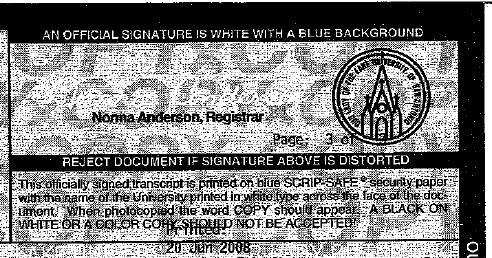 AN OFFICIAL SIGNATURE IS WHITE WITH A BLUE BACKGROUND
Norma Anderson, Registrar
Page: 3 of
REJECT DOCUMENT IF SIGNATURE ABOVE IS DISTORTED
This officially signed transcript is printed on blue SCRIP-SAFE® security paper
with the name of the University printed in white type across the face of the doc-
ument. When photocopied the word COPY should appear. A BLACK ON
WHITE OR A COLOR COPY SHOULD NOT BE ACCEPTED
20 Jun 2008